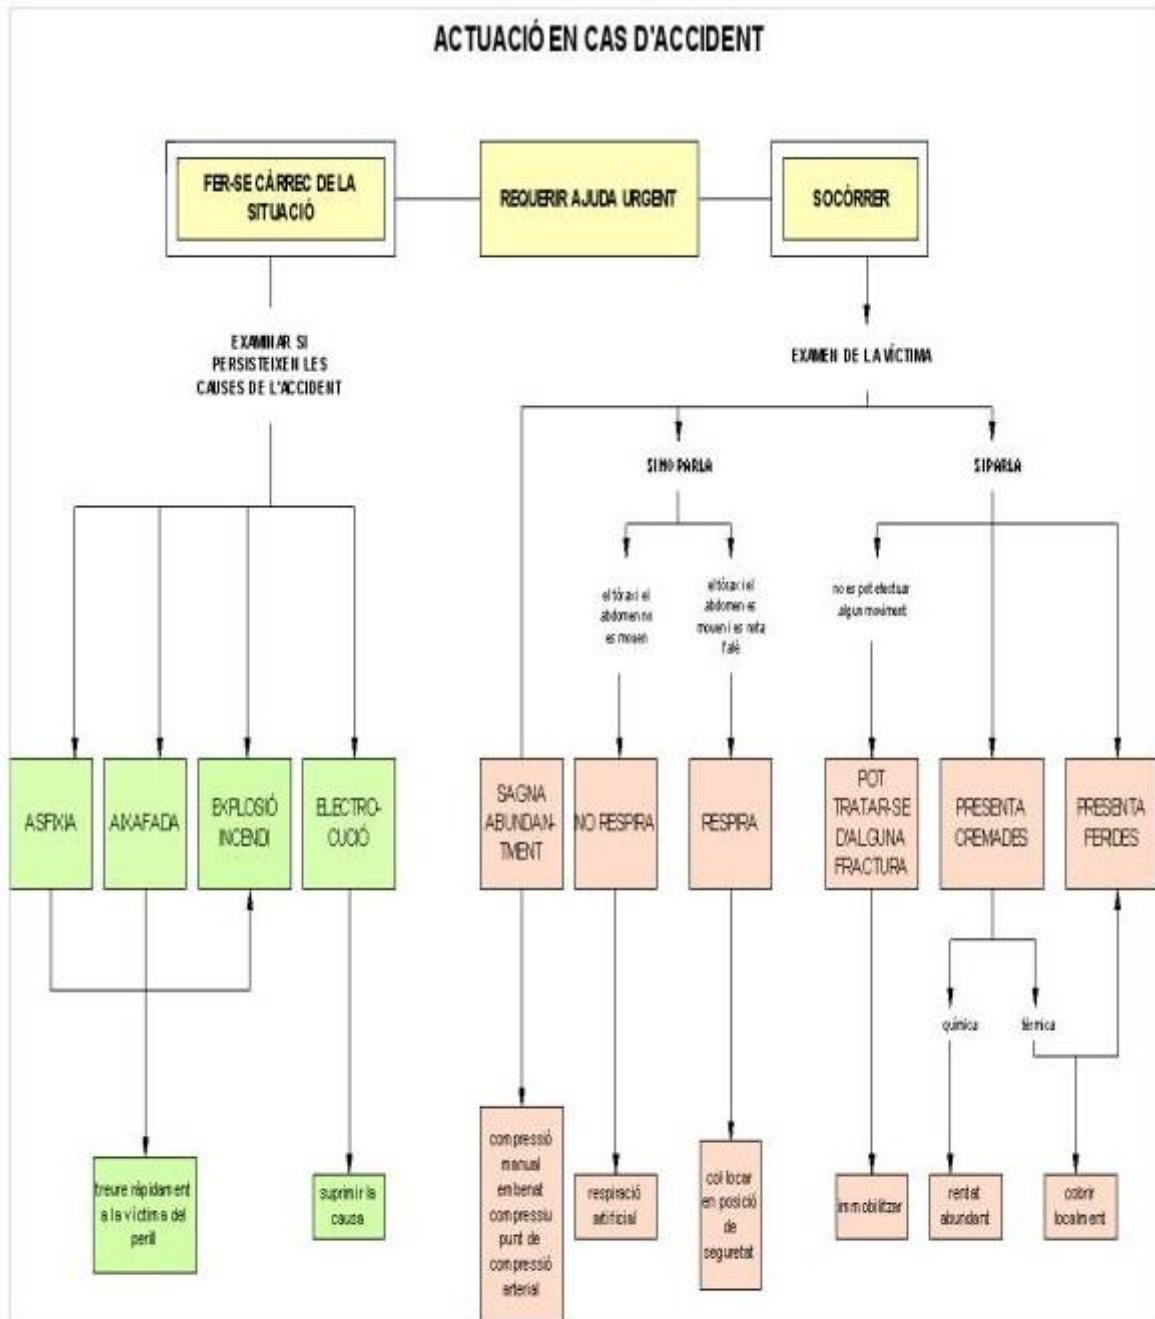 ACTUACIÓ EN CAS D'ACCIDENT
FER-SE CÀRREC DE LA
SITUACIÓ
REQUERIR AJUDA URGENT
SOCÓRRER
EXAMINAR SI
PERSISTEIXEN LES
CAUSES DE L'ACCIDENT
EXAMEN DE LA VÍCTIMA
SI NO PARLA
SI PARLA
el tòrax i el
abdomen no
es mouen
el tòrax i el
abdomen es
mouen i es nota
l'alè
no es pot efectuar
algun moviment
ASFIXIA
AIXAFADA
EXPLOSIÓ
INCENDI
ELECTRO-
CUCIÓ
SAGNA
ABUNDAN-
TMENT
NO RESPIRA
RESPIRA
POT
TRATAR-SE
D'ALGUNA
FRACTURA
PRESENTA
CREMADES
PRESENTA
FERIDES
química
tèrmica
treure ràpidament
a la víctima del
perill
suprimir la
causa
compressió
manual
embenat
compressiu
punt de
compressió
arterial
respiració
artificial
col locar
en posició
de
seguretat
immobilitzar
rentat
abundant
cobrir
localment